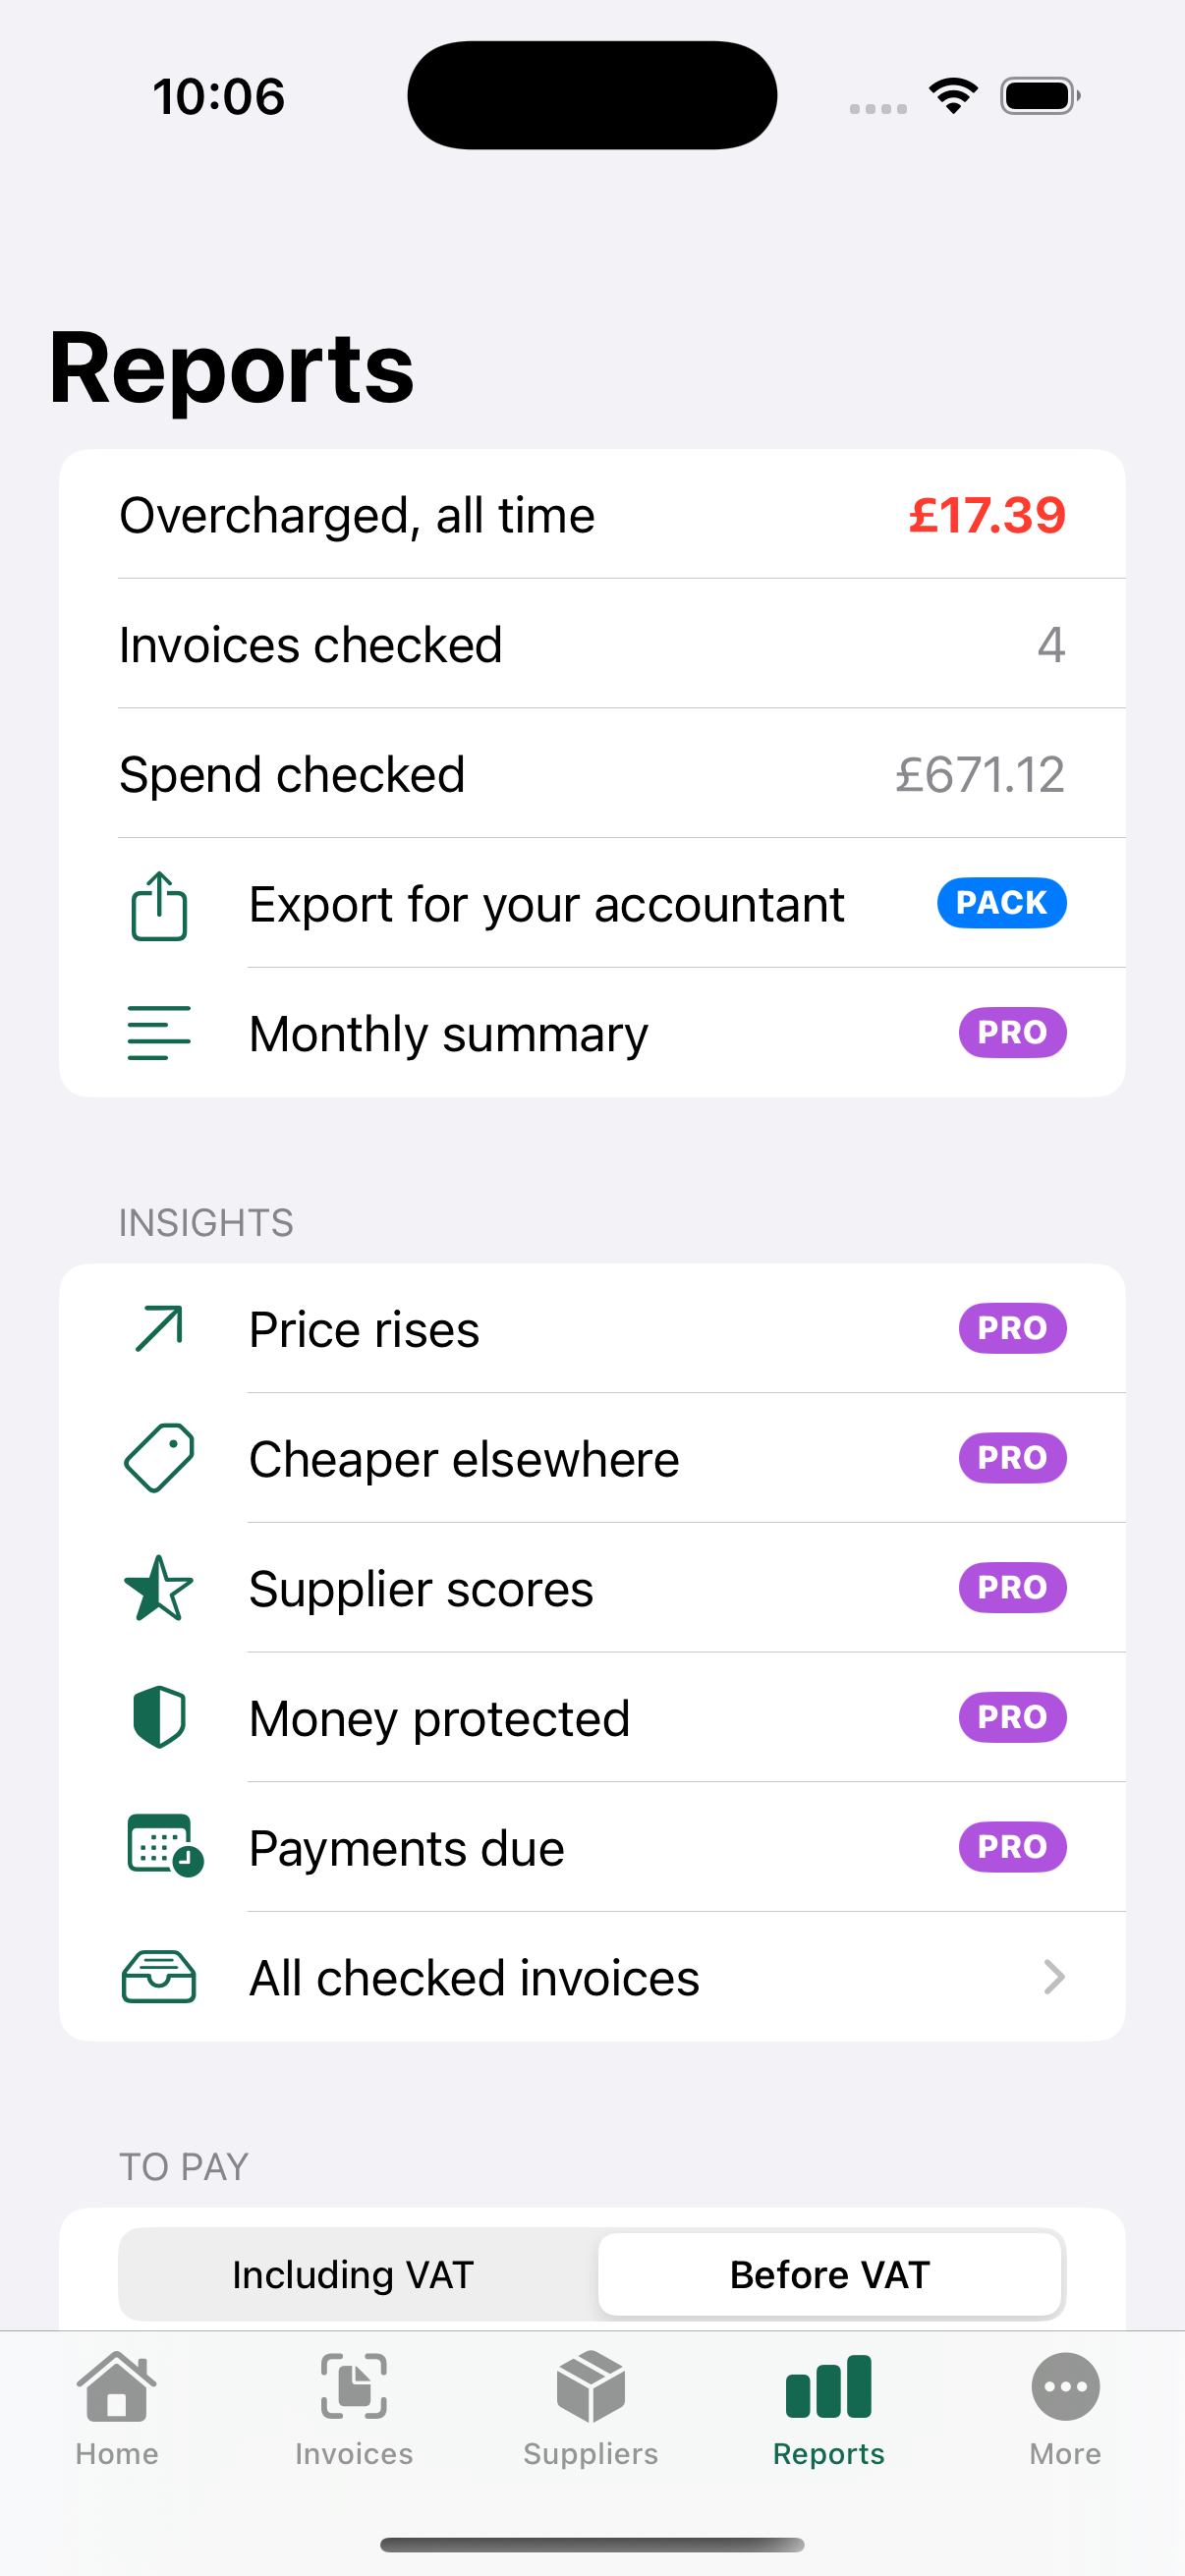 10:06
Reports
Overcharged, all time £17.39
Invoices checked 4
Spend checked £671.12
Export for your accountant PACK
Monthly summary PRO
INSIGHTS
Price rises PRO
Cheaper elsewhere PRO
Supplier scores PRO
Money protected PRO
Payments due PRO
All checked invoices
TO PAY
Including VAT Before VAT
Home Invoices Suppliers Reports More